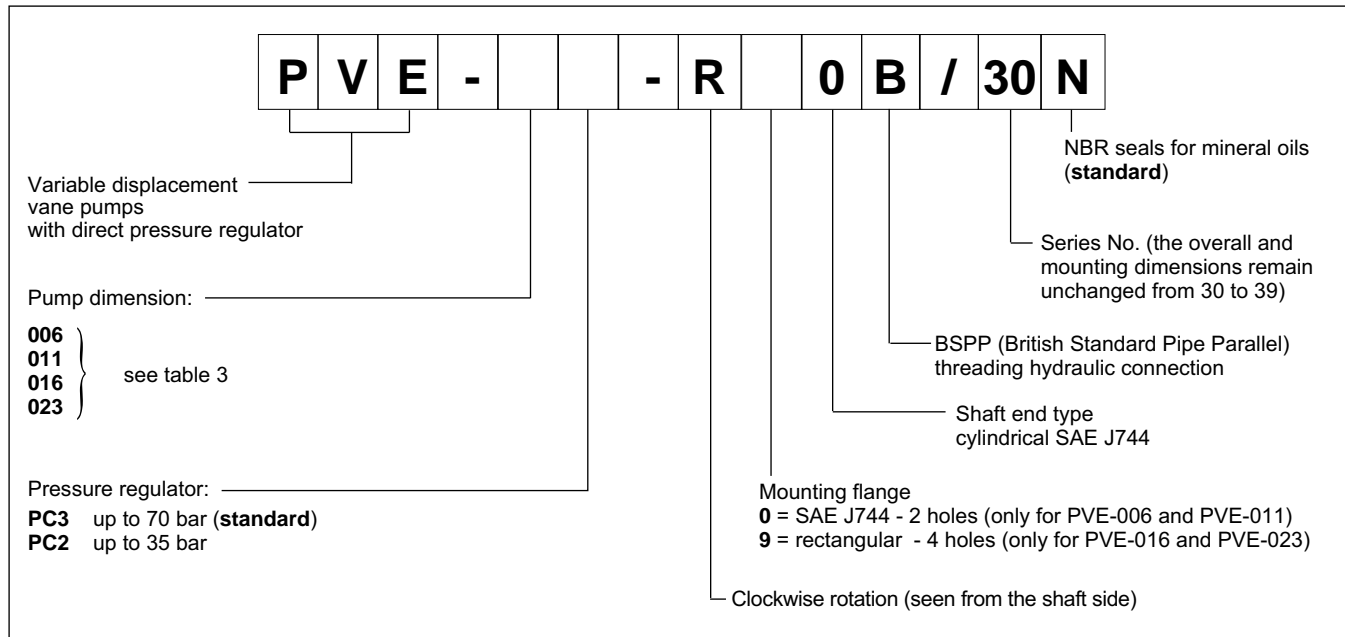 P V E - - R 0 B / 30 N
NBR seals for mineral oils
(standard)
Variable displacement
vane pumps
with direct pressure regulator
Series No. (the overall and
mounting dimensions remain
unchanged from 30 to 39)
Pump dimension:
006
011
016
023
see table 3
BSPP (British Standard Pipe Parallel)
threading hydraulic connection
Shaft end type
cylindrical SAE J744
Pressure regulator:
PC3 up to 70 bar (standard)
PC2 up to 35 bar
Mounting flange
0 = SAE J744 - 2 holes (only for PVE-006 and PVE-011)
9 = rectangular - 4 holes (only for PVE-016 and PVE-023)
Clockwise rotation (seen from the shaft side)